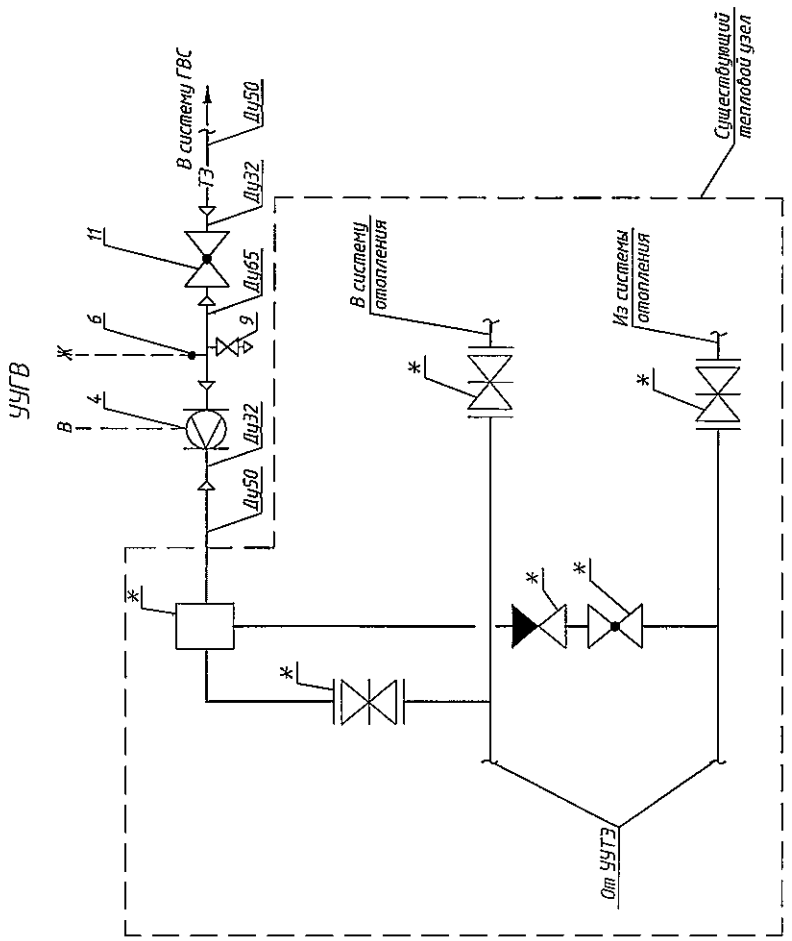 УУГВ
В
Ж
4
6
11
В систему ГВС
Т3
Ду50
Ду32
Ду65
Ду32
Ду50
9
*
*
*
*
*
*
В систему
отопления
Из системы
отопления
От УУТЭ
Существующий
тепловой узел